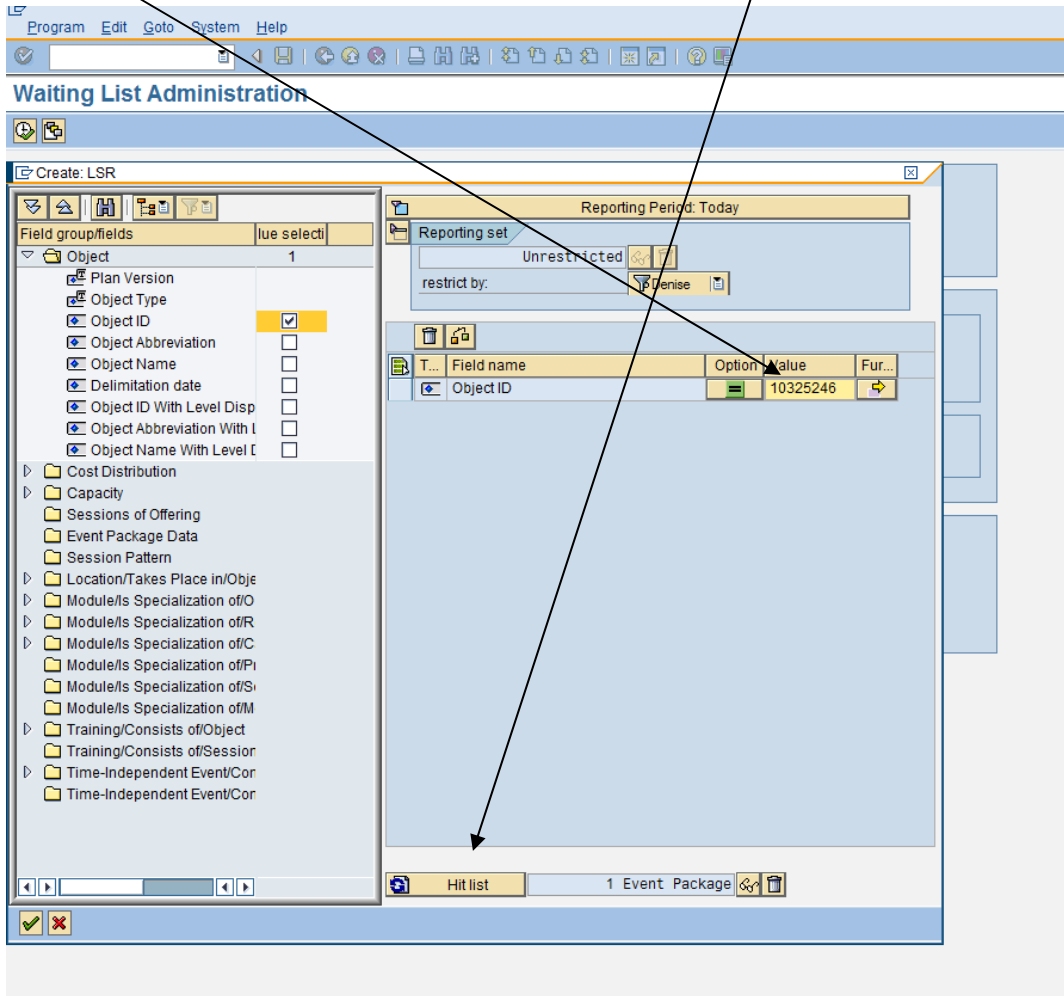 Program Edit Goto System Help
Waiting List Administration
Create: LSR
Field group/fields lue selecti
Object 1
Plan Version
Object Type
Object ID
Object Abbreviation
Object Name
Delimitation date
Object ID With Level Disp
Object Abbreviation With L
Object Name With Level D
Cost Distribution
Capacity
Sessions of Offering
Event Package Data
Session Pattern
Location/Takes Place in/Obje
Module/Is Specialization of/O
Module/Is Specialization of/R
Module/Is Specialization of/C
Module/Is Specialization of/Pr
Module/Is Specialization of/Se
Module/Is Specialization of/M
Training/Consists of/Object
Training/Consists of/Session
Time-Independent Event/Con
Time-Independent Event/Con
Reporting Period: Today
Reporting set
Unrestricted
restrict by: Denise
T... Field name Option Value Fur...
Object ID 10325246
Hit list 1 Event Package